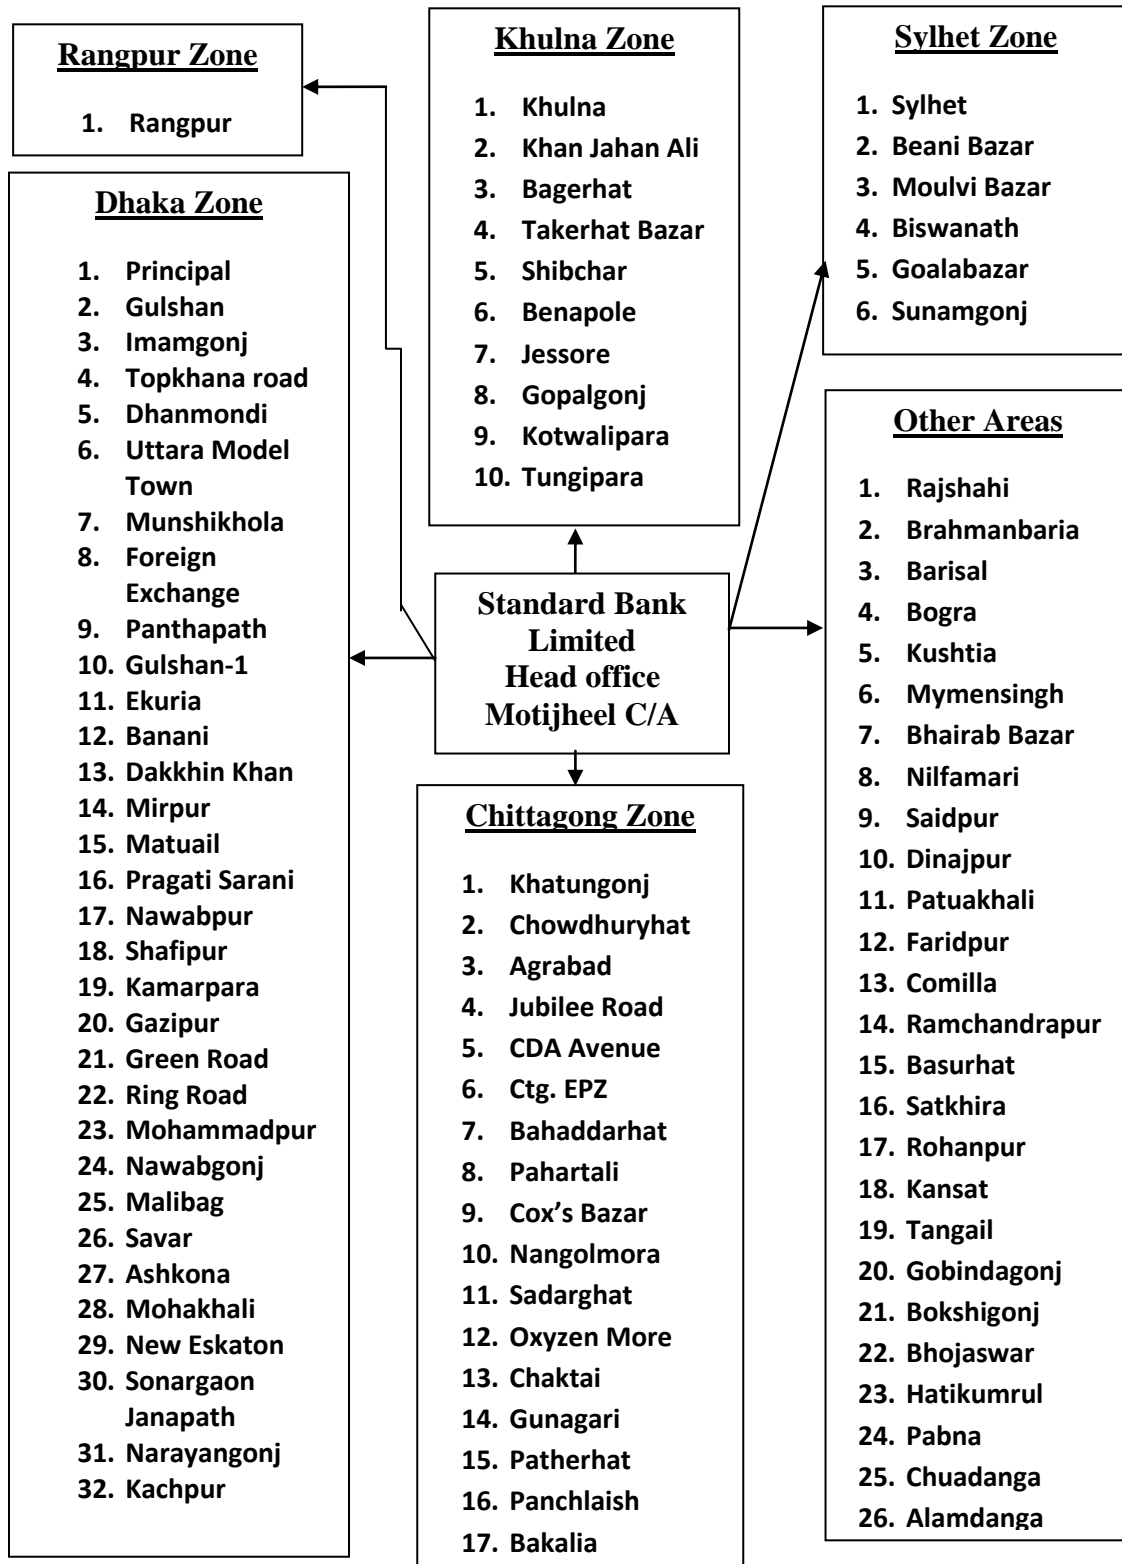 Rangpur Zone
1. Rangpur
Dhaka Zone
1. Principal
2. Gulshan
3. Imamgonj
4. Topkhana road
5. Dhanmondi
6. Uttara Model
Town
7. Munshikhola
8. Foreign
Exchange
9. Panthapath
10. Gulshan-1
11. Ekuria
12. Banani
13. Dakkhin Khan
14. Mirpur
15. Matuail
16. Pragati Sarani
17. Nawabpur
18. Shafipur
19. Kamarpara
20. Gazipur
21. Green Road
22. Ring Road
23. Mohammadpur
24. Nawabgonj
25. Malibag
26. Savar
27. Ashkona
28. Mohakhali
29. New Eskaton
30. Sonargaon
Janapath
31. Narayangonj
32. Kachpur
Khulna Zone
1. Khulna
2. Khan Jahan Ali
3. Bagerhat
4. Takerhat Bazar
5. Shibchar
6. Benapole
7. Jessore
8. Gopalgonj
9. Kotwalipara
10. Tungipara
Standard Bank
Limited
Head office
Motijheel C/A
Chittagong Zone
1. Khatungonj
2. Chowdhuryhat
3. Agrabad
4. Jubilee Road
5. CDA Avenue
6. Ctg. EPZ
7. Bahaddarhat
8. Pahartali
9. Cox’s Bazar
10. Nangolmora
11. Sadarghat
12. Oxyzen More
13. Chaktai
14. Gunagari
15. Patherhat
16. Panchlaish
17. Bakalia
Sylhet Zone
1. Sylhet
2. Beani Bazar
3. Moulvi Bazar
4. Biswanath
5. Goalabazar
6. Sunamgonj
Other Areas
1. Rajshahi
2. Brahmanbaria
3. Barisal
4. Bogra
5. Kushtia
6. Mymensingh
7. Bhairab Bazar
8. Nilfamari
9. Saidpur
10. Dinajpur
11. Patuakhali
12. Faridpur
13. Comilla
14. Ramchandrapur
15. Basurhat
16. Satkhira
17. Rohanpur
18. Kansat
19. Tangail
20. Gobindagonj
21. Bokshigonj
22. Bhojaswar
23. Hatikumrul
24. Pabna
25. Chuadanga
26. Alamdanga